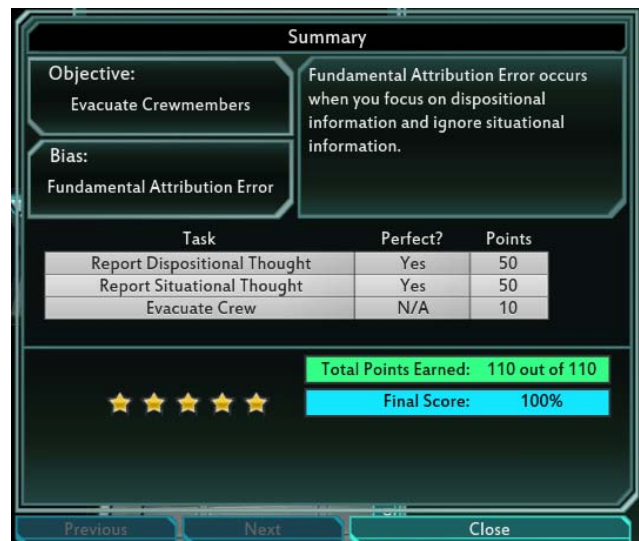 Summary
Objective:
Evacuate Crewmembers
Bias:
Fundamental Attribution Error
Fundamental Attribution Error occurs
when you focus on dispositional
information and ignore situational
information.
Task Perfect? Points
Report Dispositional Thought Yes 50
Report Situational Thought Yes 50
Evacuate Crew N/A 10
Total Points Earned: 110 out of 110
Final Score: 100%
Previous Next Close